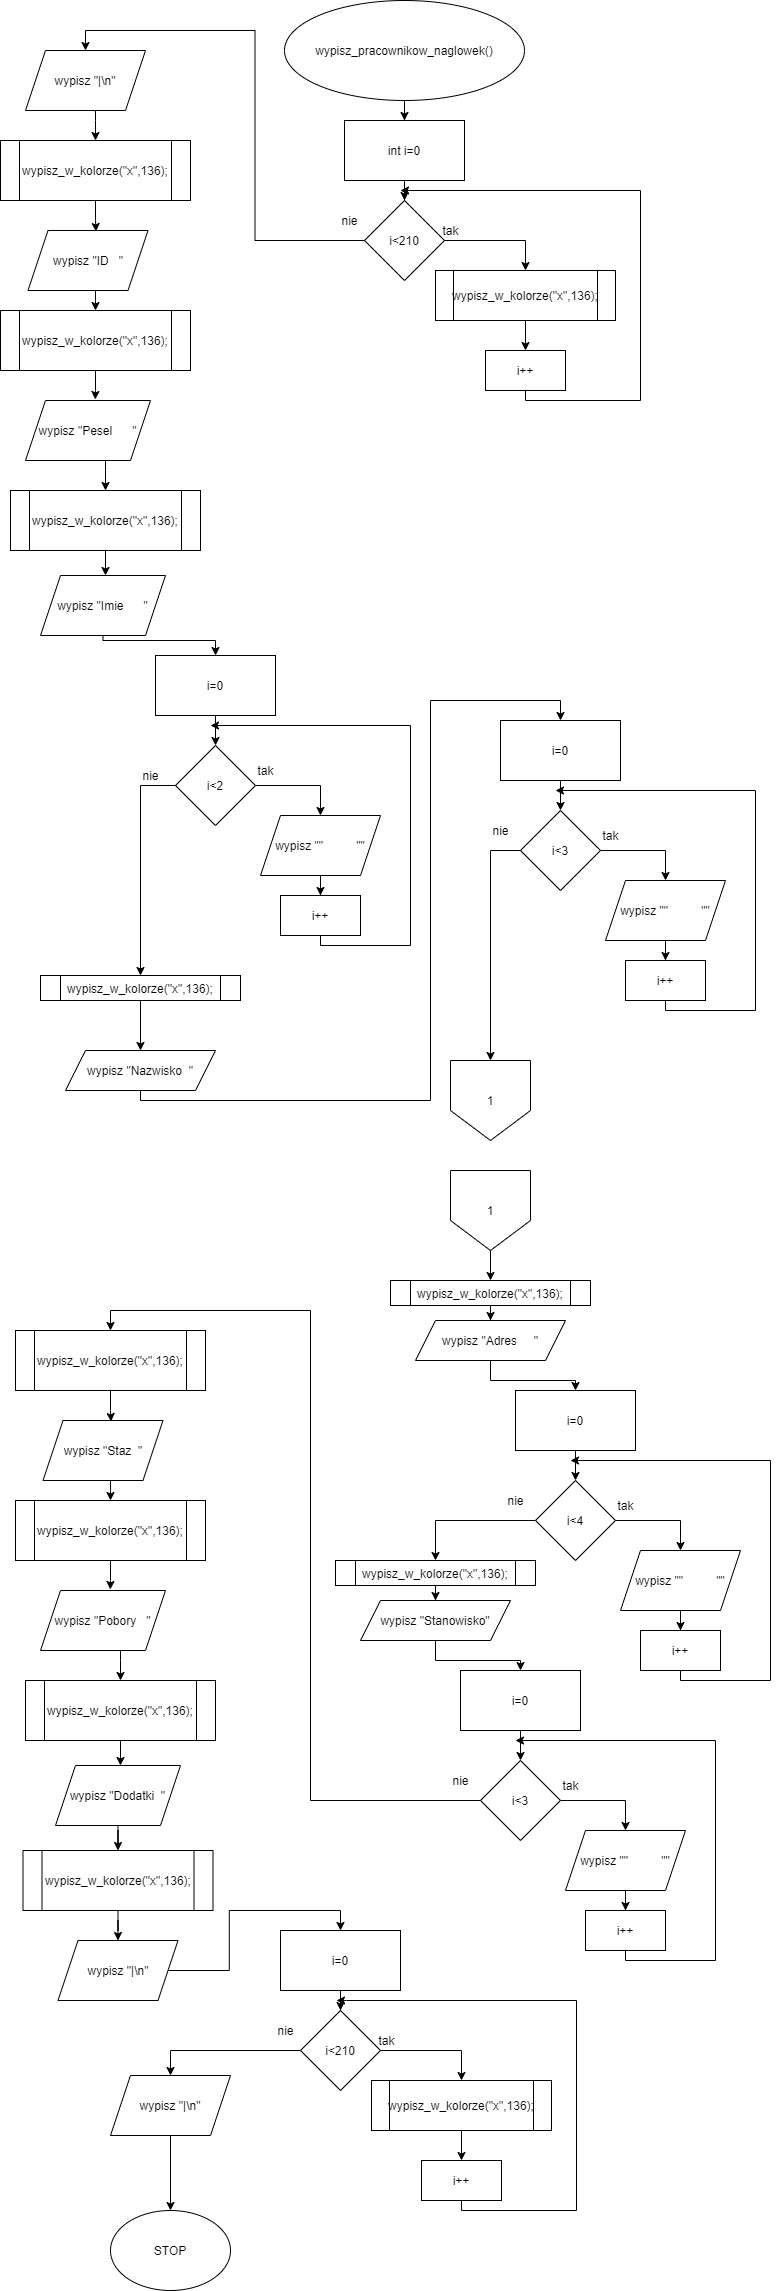 wypisz_pracownikow_naglowek()
int i=0
i<210
nie
tak
wypisz_w_kolorze("x",136);
i++
wypisz "|\n"
wypisz_w_kolorze("x",136);
wypisz "ID   "
wypisz_w_kolorze("x",136);
wypisz "Pesel      "
wypisz_w_kolorze("x",136);
wypisz "Imie      "
i=0
i<2
nie
tak
wypisz ""          ""
i++
wypisz_w_kolorze("x",136);
wypisz "Nazwisko  "
i=0
i<3
nie
tak
wypisz ""          ""
i++
1
1
wypisz_w_kolorze("x",136);
wypisz "Adres     "
i=0
i<4
nie
tak
wypisz ""          ""
i++
wypisz_w_kolorze("x",136);
wypisz "Stanowisko"
i=0
i<3
nie
tak
wypisz ""          ""
i++
wypisz_w_kolorze("x",136);
wypisz "Staz  "
wypisz_w_kolorze("x",136);
wypisz "Pobory   "
wypisz_w_kolorze("x",136);
wypisz "Dodatki  "
wypisz_w_kolorze("x",136);
wypisz "|\n"
i=0
i<210
nie
tak
wypisz_w_kolorze("x",136);
i++
wypisz "|\n"
STOP